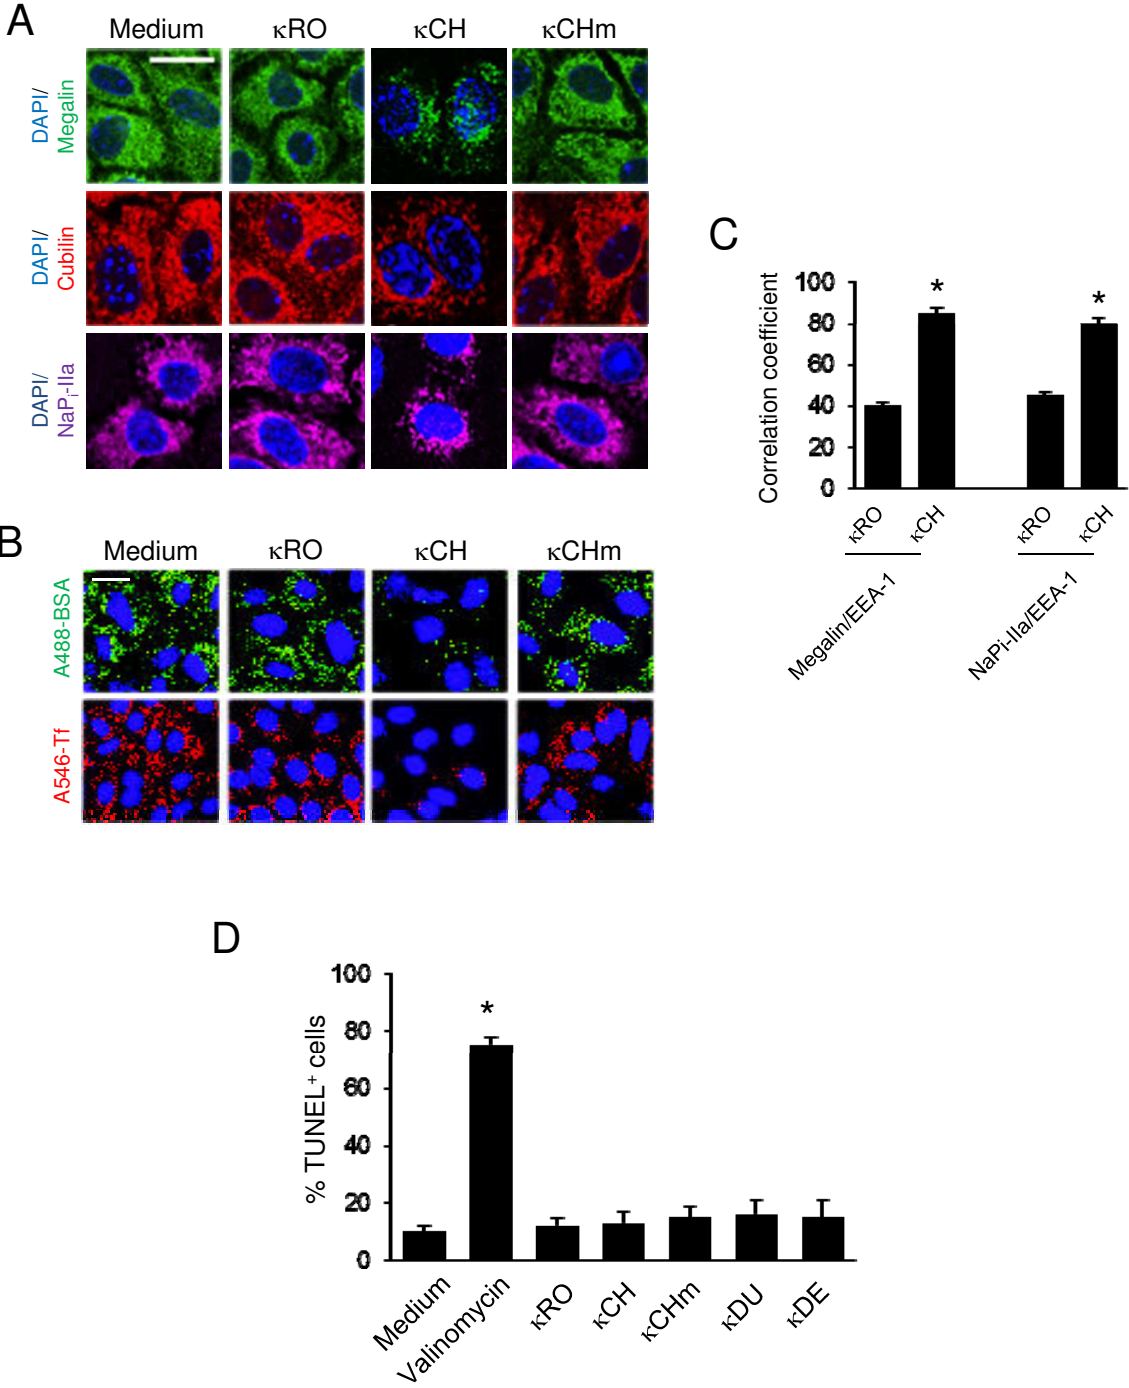 A
Medium κRO κCH κCHm
DAPI/
Megalin
DAPI/
Cubilin
DAPI/
NaPi-IIa
B
Medium κRO κCH κCHm
A488-BSA
A546-Tf
C
Correlation coefficient
100
80
60
40
20
0
*
*
κRO κCH κRO κCH
Megalin/EEA-1 NaPi-IIa/EEA-1
D
% TUNEL+ cells
100
80
60
40
20
0
*
Medium Valinomycin κRO κCH κCHm κDU κDE